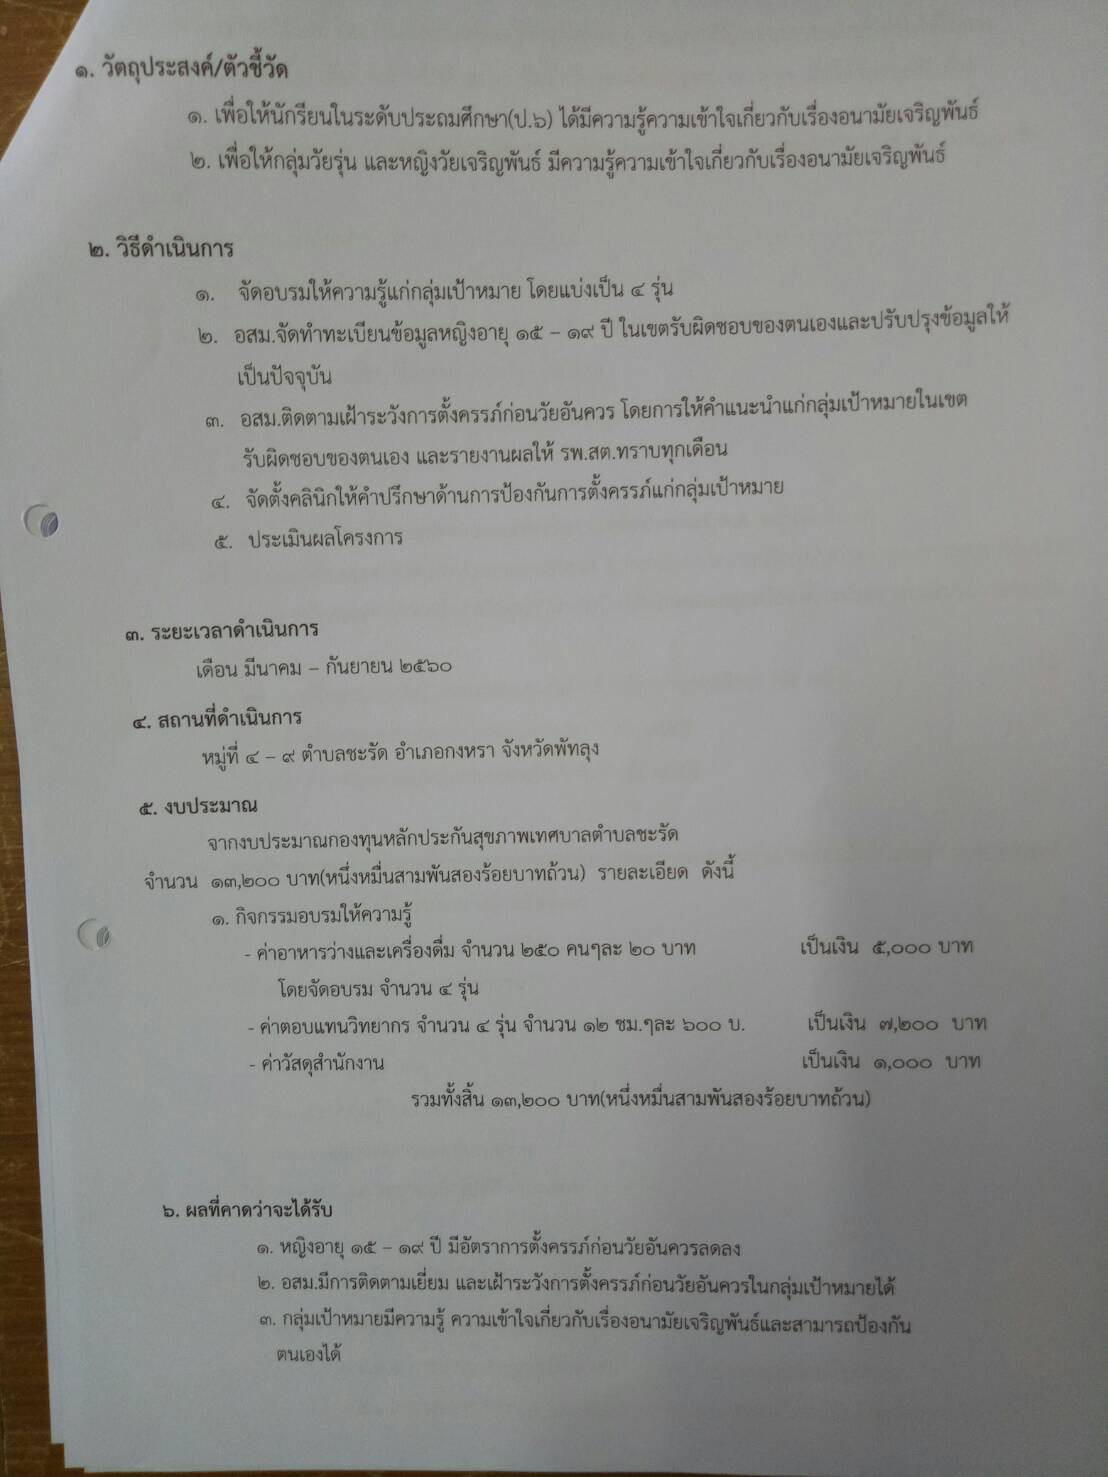 ๑. วัตถุประสงค์/ตัวชี้วัด
๑. เพื่อให้นักรียนในระดับประถมศึกษา(ป.๖) ได้มีความรู้ความเข้าใจเกี่ยวกับเรื่องอนามัยเจริญพันธ์
๒. เพื่อให้กลุ่มวัยรุ่น และหญิงวัยเจริญพันธ์ มีความรู้ความเข้าใจเกี่ยวกับเรื่องอนามัยเจริญพันธ์
๒. วิธีดำเนินการ
๑. จัดอบรมให้ความรู้แก่กลุ่มเป้าหมาย โดยแบ่งเป็น ๔ รุ่น
๒. อสม.จัดทำทะเบียนข้อมูลหญิงอายุ ๑๕ – ๑๙ ปี ในเขตรับผิดชอบของตนเองและปรับปรุงข้อมูลให้
เป็นปัจจุบัน
๓. อสม.ติดตามเฝ้าระวังการตั้งครรภ์ก่อนวัยอันควร โดยการให้คำแนะนำแก่กลุ่มเป้าหมายในเขต
รับผิดชอบของตนเอง และรายงานผลให้ รพ.สต.ทราบทุกเดือน
๔. จัดตั้งคลินิกให้คำปรึกษาด้านการป้องกันการตั้งครรภ์แก่กลุ่มเป้าหมาย
๕. ประเมินผลโครงการ
๓. ระยะเวลาดำเนินการ
เดือน มีนาคม – กันยายน ๒๕๖๐
๔. สถานที่ดำเนินการ
หมู่ที่ ๔ – ๙ ตำบลชะรัด อำเภอกงหรา จังหวัดพัทลุง
๕. งบประมาณ
จากงบประมาณกองทุนหลักประกันสุขภาพเทศบาลตำบลชะรัด
จำนวน ๑๓,๒๐๐ บาท(หนึ่งหมื่นสามพันสองร้อยบาทถ้วน) รายละเอียด ดังนี้
๑. กิจกรรมอบรมให้ความรู้
- ค่าอาหารว่างและเครื่องดื่ม จำนวน ๒๕๐ คนๆละ ๒๐ บาท เป็นเงิน ๕,๐๐๐ บาท
โดยจัดอบรม จำนวน ๔ รุ่น
- ค่าตอบแทนวิทยากร จำนวน ๔ รุ่น จำนวน ๑๒ ชม.ๆละ ๖๐๐ บ. เป็นเงิน ๗,๒๐๐ บาท
- ค่าวัสดุสำนักงาน เป็นเงิน ๑,๐๐๐ บาท
รวมทั้งสิ้น ๑๓,๒๐๐ บาท(หนึ่งหมื่นสามพันสองร้อยบาทถ้วน)
๖. ผลที่คาดว่าจะได้รับ
๑. หญิงอายุ ๑๕ – ๑๙ ปี มีอัตราการตั้งครรภ์ก่อนวัยอันควรลดลง
๒. อสม.มีการติดตามเยี่ยม และเฝ้าระวังการตั้งครรภ์ก่อนวัยอันควรในกลุ่มเป้าหมายได้
๓. กลุ่มเป้าหมายมีความรู้ ความเข้าใจเกี่ยวกับเรื่องอนามัยเจริญพันธ์และสามารถป้องกัน
ตนเองได้